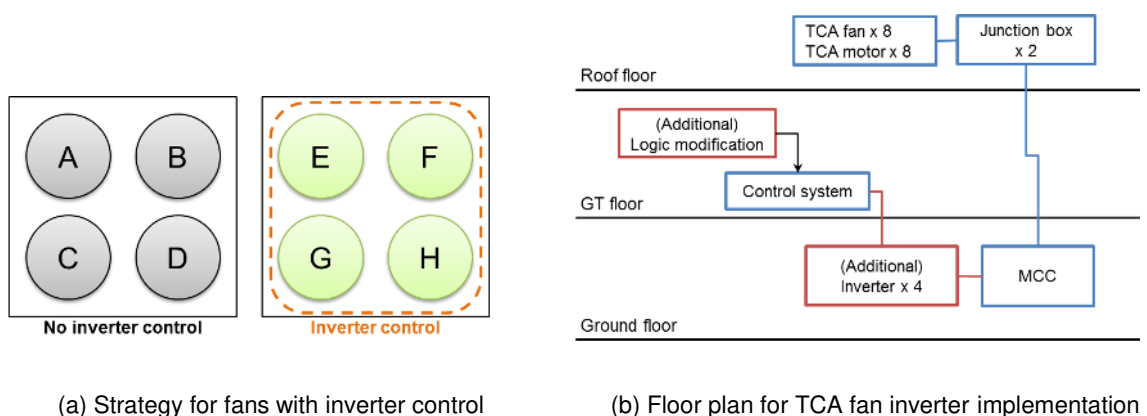 A
B
C
D
No inverter control
E
F
G
H
Inverter control
(a) Strategy for fans with inverter control
TCA fan x 8
TCA motor x 8
Junction box
x 2
Roof floor
(Additional)
Logic modification
Control system
GT floor
(Additional)
Inverter x 4
MCC
Ground floor
(b) Floor plan for TCA fan inverter implementation